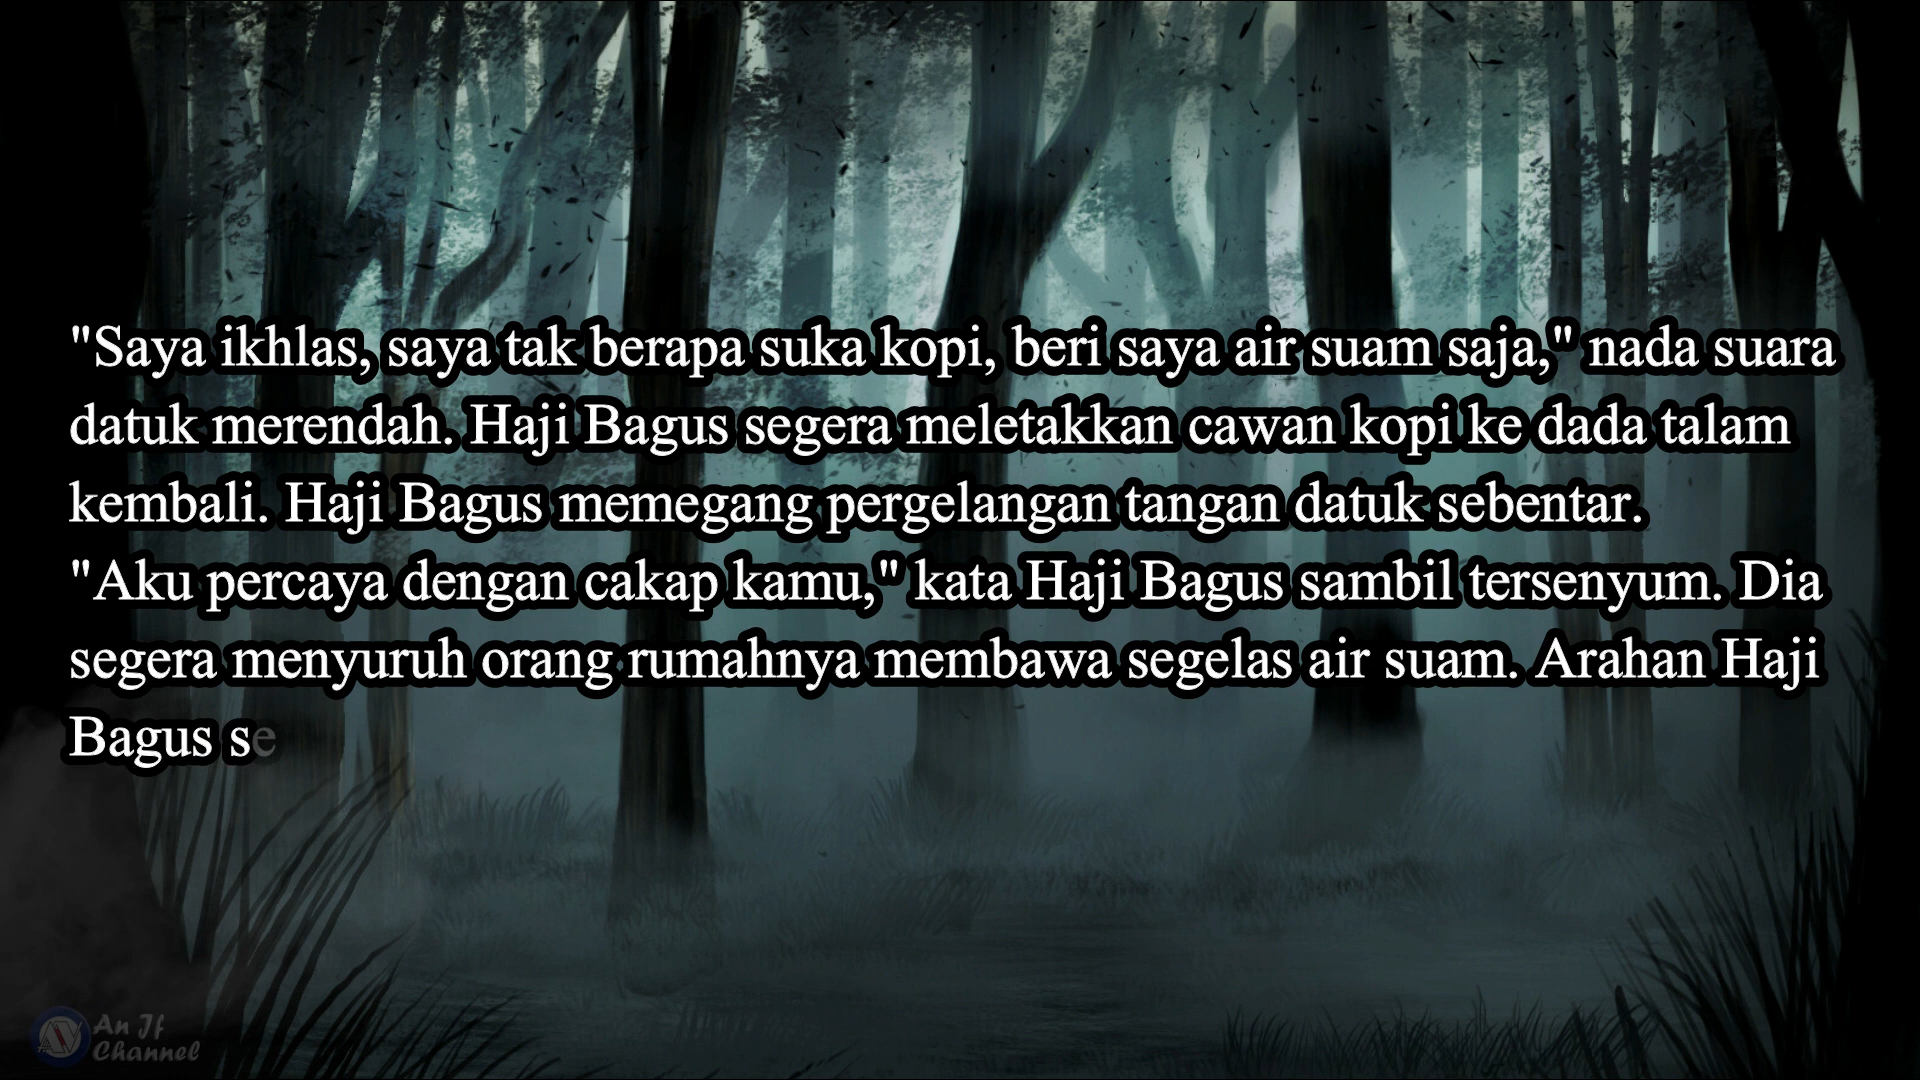 "Saya ikhlas, saya tak berapa suka kopi, beri saya air suam saja," nada suara
datuk merendah. Haji Bagus segera meletakkan cawan kopi ke dada talam
kembali. Haji Bagus memegang pergelangan tangan datuk sebentar.
"Aku percaya dengan cakap kamu," kata Haji Bagus sambil tersenyum. Dia
segera menyuruh orang rumahnya membawa segelas air suam. Arahan Haji
Bagus se
An If
Channel